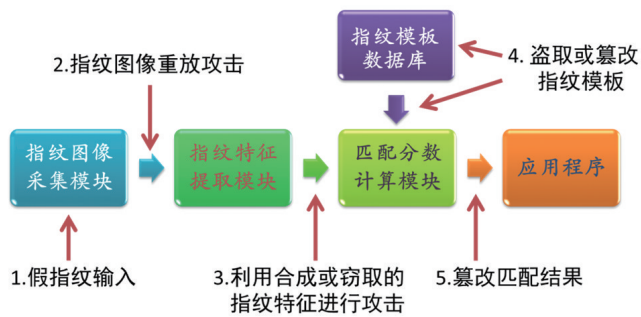 2.指纹图像重放攻击
指纹模板
数据库
4. 盗取或篡改
指纹模板
指纹图像
采集模块
指纹特征
提取模块
匹配分数
计算模块
应用程序
1.假指纹输入
3.利用合成或窃取的
指纹特征进行攻击
5.篡改匹配结果